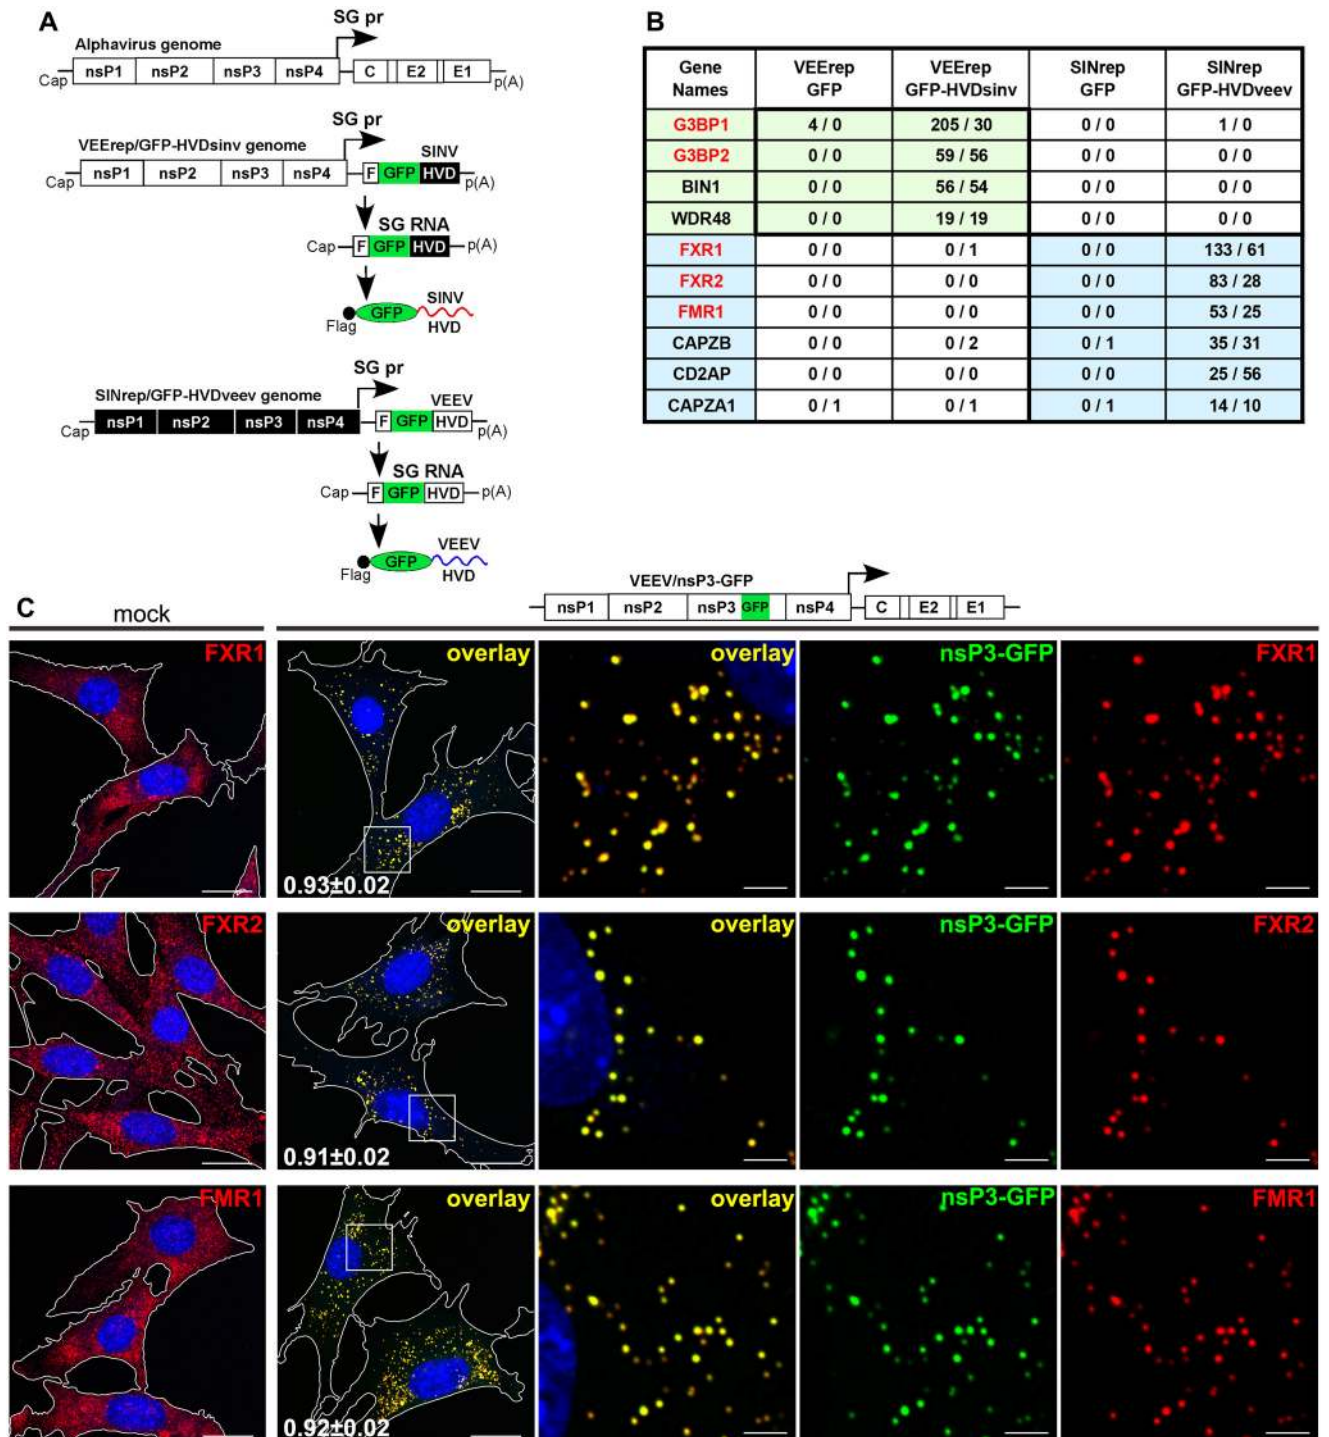 A
SG pr
Alphavirus genome
Cap nsP1 nsP2 nsP3 nsP4 C E2 E1 p(A)
SG pr
VEErep/GFP-HVDsinv genome SINV
Cap nsP1 nsP2 nsP3 nsP4 F GFP HVD p(A)
SG RNA
Cap F GFP HVD p(A)
SINV
GFP
Flag HVD
SG pr
SINrep/GFP-HVDveev genome VEEV
Cap nsP1 nsP2 nsP3 nsP4 F GFP HVD p(A)
SG RNA
Cap F GFP HVD p(A)
VEEV
GFP
Flag HVD
B
Gene Names VEErep GFP VEErep GFP-HVDsinv SINrep GFP SINrep GFP-HVDveev
G3BP1 4 / 0 205 / 30 0 / 0 1 / 0
G3BP2 0 / 0 59 / 56 0 / 0 0 / 0
BIN1 0 / 0 56 / 54 0 / 0 0 / 0
WDR48 0 / 0 19 / 19 0 / 0 0 / 0
FXR1 0 / 0 0 / 1 0 / 0 133 / 61
FXR2 0 / 0 0 / 0 0 / 0 83 / 28
FMR1 0 / 0 0 / 0 0 / 0 53 / 25
CAPZB 0 / 0 0 / 2 0 / 1 35 / 31
CD2AP 0 / 0 0 / 0 0 / 0 25 / 56
CAPZA1 0 / 1 0 / 1 0 / 1 14 / 10
C
mock
VEEV/nsP3-GFP
nsP1 nsP2 nsP3 GFP nsP4 C E2 E1
FXR1 overlay overlay nsP3-GFP FXR1
0.93±0.02
FXR2 overlay overlay nsP3-GFP FXR2
0.91±0.02
FMR1 overlay overlay nsP3-GFP FMR1
0.92±0.02